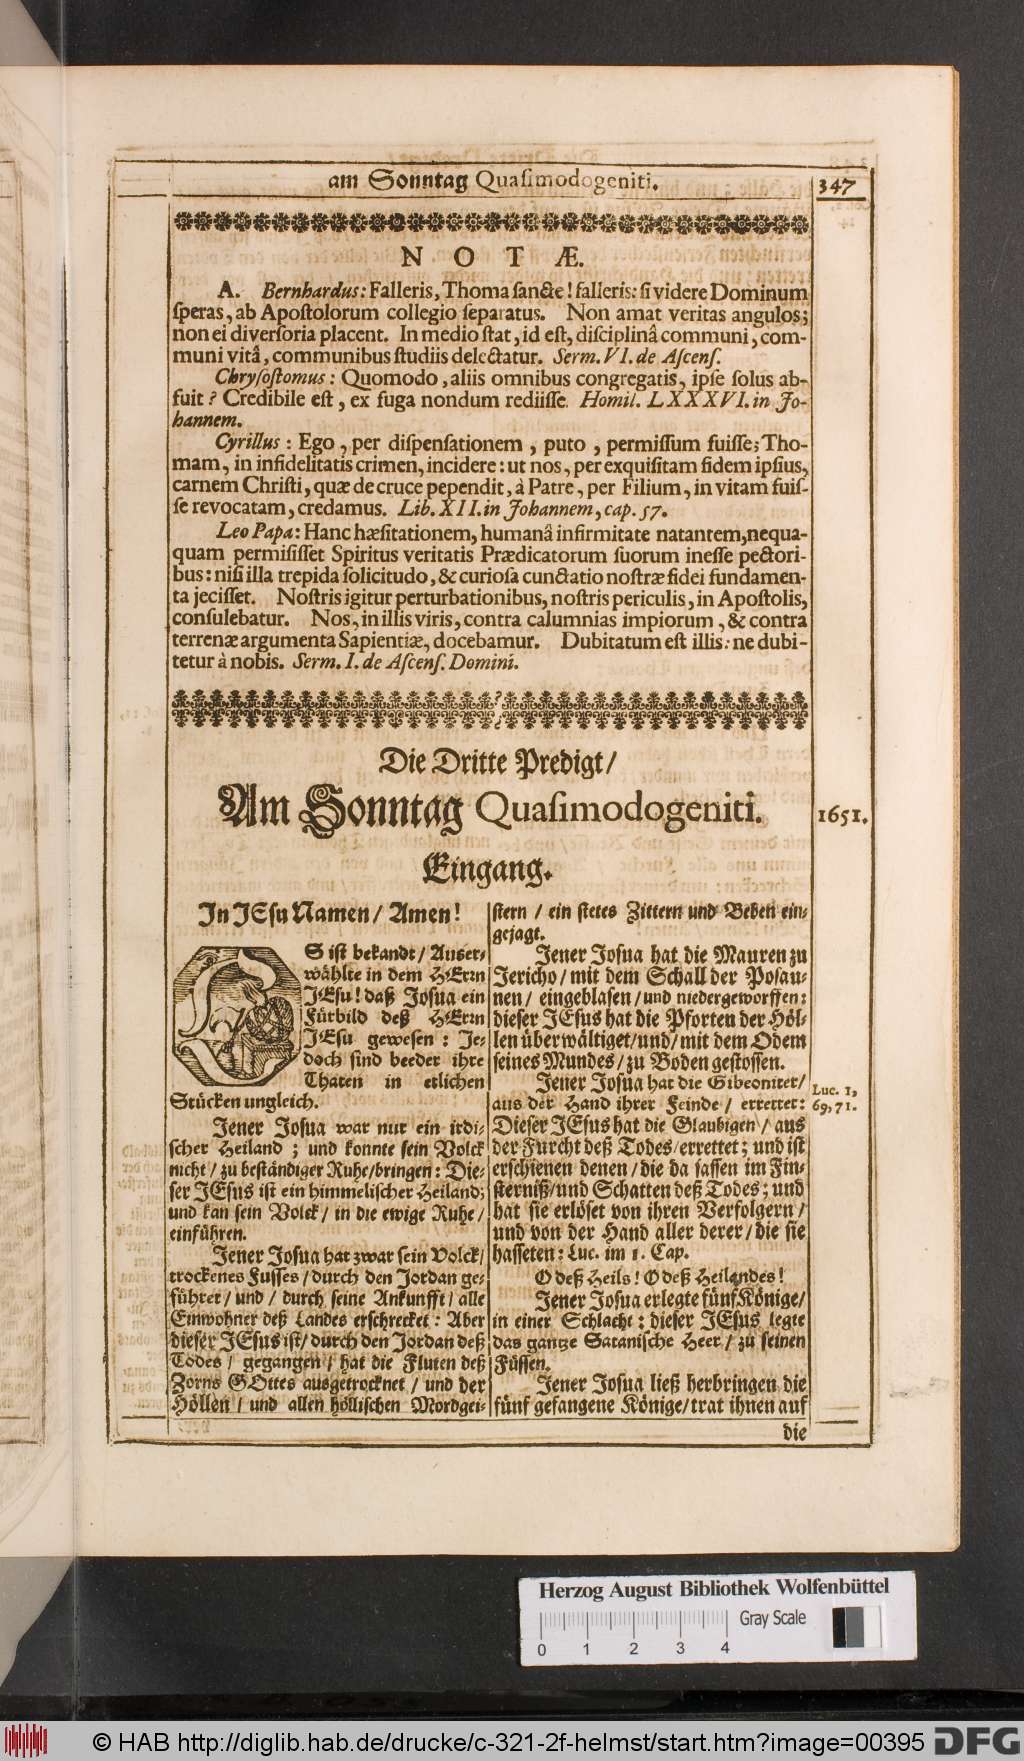 am Sonntag Quasimodogeniti.
347
NOTÆ.
A. Bernhardus: Falleris, Thoma sancte! falleris: si videre Dominum
speras, ab Apostolorum collegio separatus. Non amat veritas angulos;
non ei diversoria placent. In medio stat, id est, disciplinâ communi, com-
muni vitâ, communibus studiis delectatur. Serm. VI. de Ascens.
Chrysostomus: Quomodo, aliis omnibus congregatis, ipse solus ab-
fuit? Credibile est, ex fuga nondum rediisse. Homil. LXXXVI. in Jo-
hannem.
Cyrillus: Ego, per dispensationem, puto, permissum fuisse; Tho-
mam, in infidelitatis crimen, incidere: ut nos, per exquisitam fidem ipsius,
carnem Christi, quæ de cruce pependit, à Patre, per Filium, in vitam fuis-
se revocatam, credamus. Lib. XII. in Johannem, cap. 57.
Leo Papa: Hanc hæsitationem, humanâ infirmitate natantem, nequa-
quam permisisset Spiritus veritatis Prædicatorum suorum inesse pectori-
bus: nisi illa trepida solicitudo, & curiosa cunctatio nostræ fidei fundamen-
ta jecisset. Nostris igitur perturbationibus, nostris periculis, in Apostolis,
consulebatur. Nos, in illis viris, contra calumnias impiorum, & contra
terrenæ argumenta Sapientiæ, docebamur. Dubitatum est illis: ne dubi-
tetur à nobis. Serm. I. de Ascens. Domini.
Die Dritte Predigt/
Am Sonntag Quasimodogeniti.
1651.
Eingang.
In JEsu Namen/ Amen!
ES ist bekandt/ Außer-
wählte in dem HErrn
JEsu! daß Josua ein
Fürbild deß HErrn
JEsu gewesen: Je-
doch sind beeder ihre
Thaten in etlichen
Stücken ungleich.
Jener Josua war nur ein irdi-
scher Heiland; und konnte sein Volck
nicht/ zu beständiger Ruhe/bringen: Die-
ser JEsus ist ein himmelischer Heiland;
und kan sein Volck/ in die ewige Ruhe/
einführen.
Jener Josua hat zwar sein Volck/
trockenes Fusses/ durch den Jordan ge-
führet/ und/ durch seine Ankunfft/ alle
Einwohner deß Landes erschrecket: Aber
dieser JEsus ist/ durch den Jordan deß
Todes/ gegangen/ hat die Fluten deß
Zorns GOttes ausgetrocknet/ und der
Höllen/ und allen höllischen Mordgei-
stern/ ein stetes Zittern und Beben ein-
gejagt.
Jener Josua hat die Mauren zu
Jericho/ mit dem Schall der Posau-
nen/ eingeblasen/ und niedergeworffen:
dieser JEsus hat die Pforten der Höl-
len überwältiget/und/ mit dem Odem
seines Mundes/ zu Boden gestossen.
Jener Josua hat die Gibeoniter/
aus der Hand ihrer Feinde/ errettet:
Dieser JEsus hat die Glaubigen/ aus
der Furcht deß Todes/errettet; und ist
erschienen denen/ die da sassen im Fin-
sterniß/und Schatten deß Todes; und
hat sie erlöset von ihren Verfolgern/
und von der Hand aller derer/ die sie
hasseten: Luc. im 1. Cap.
O deß Heils! O deß Heilandes!
Jener Josua erlegte fünf Könige/
in einer Schlacht: dieser JEsus legte
das gantze Satanische Heer/ zu seinen
Füssen.
Jener Josua ließ herbringen die
fünf gefangene Könige/trat ihnen auf
die
Luc. 1,
69, 71.
Herzog August Bibliothek Wolfenbüttel
Gray Scale
0 1 2 3 4
© HAB http://diglib.hab.de/drucke/c-321-2f-helmst/start.htm?image=00395
DFG